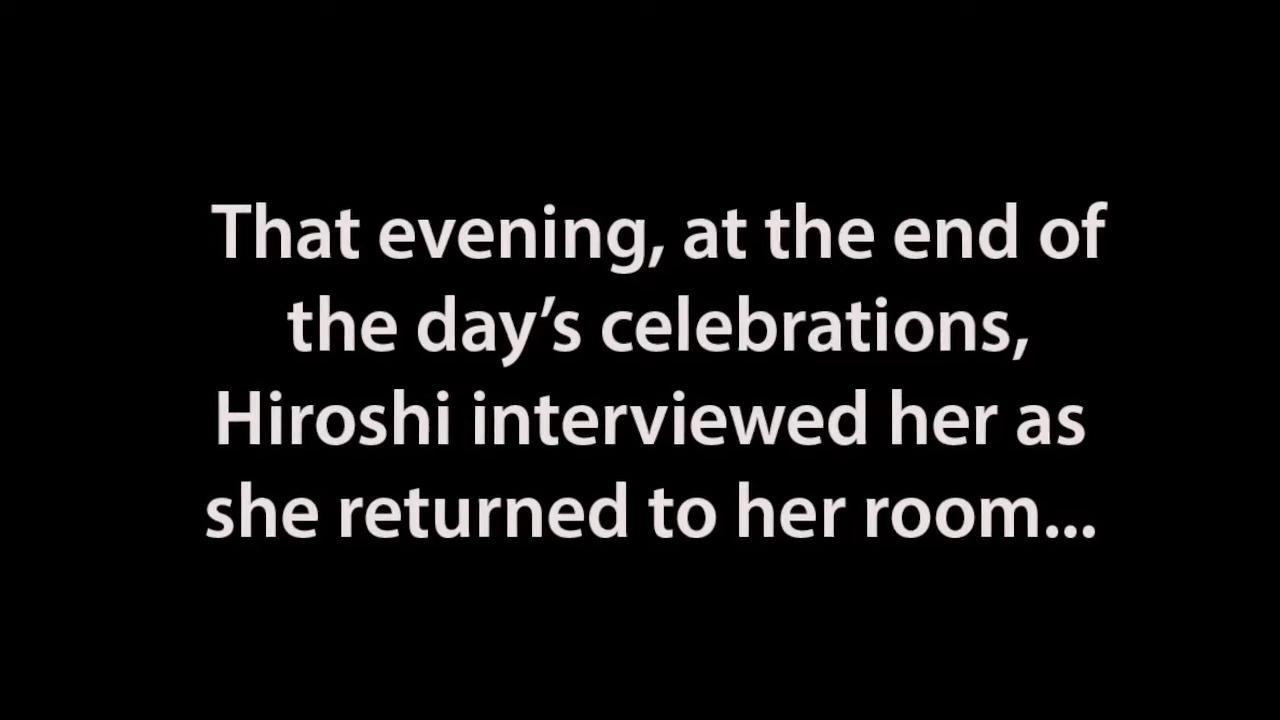 That evening, at the end of
the day’s celebrations,
Hiroshi interviewed her as
she returned to her room...